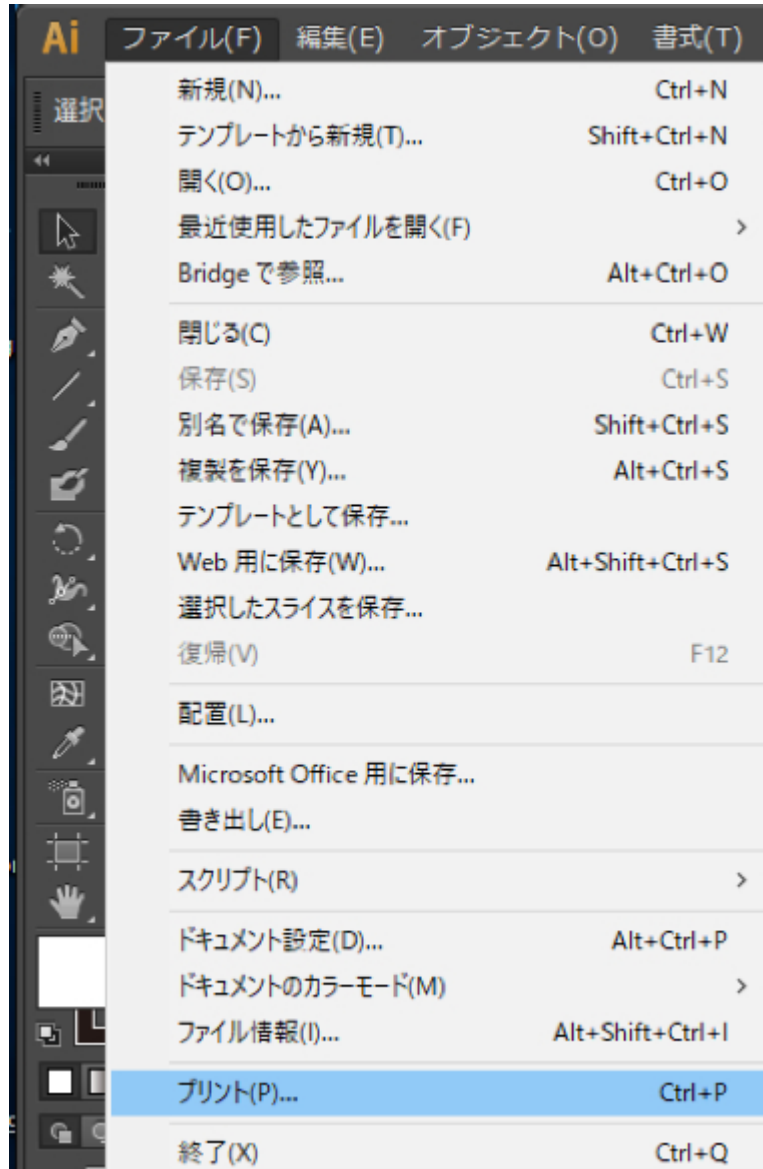 Ai ファイル(F) 編集(E) オブジェクト(O) 書式(T)
選択
新規(N)... Ctrl+N
テンプレートから新規(T)... Shift+Ctrl+N
開く(O)... Ctrl+O
最近使用したファイルを開く(F) >
Bridge で参照... Alt+Ctrl+O
閉じる(C) Ctrl+W
保存(S) Ctrl+S
別名で保存(A)... Shift+Ctrl+S
複製を保存(Y)... Alt+Ctrl+S
テンプレートとして保存...
Web 用に保存(W)... Alt+Shift+Ctrl+S
選択したスライスを保存...
復帰(V) F12
配置(L)...
Microsoft Office 用に保存...
書き出し(E)...
スクリプト(R) >
ドキュメント設定(D)... Alt+Ctrl+P
ドキュメントのカラーモード(M) >
ファイル情報(I)... Alt+Shift+Ctrl+I
プリント(P)... Ctrl+P
終了(X) Ctrl+Q